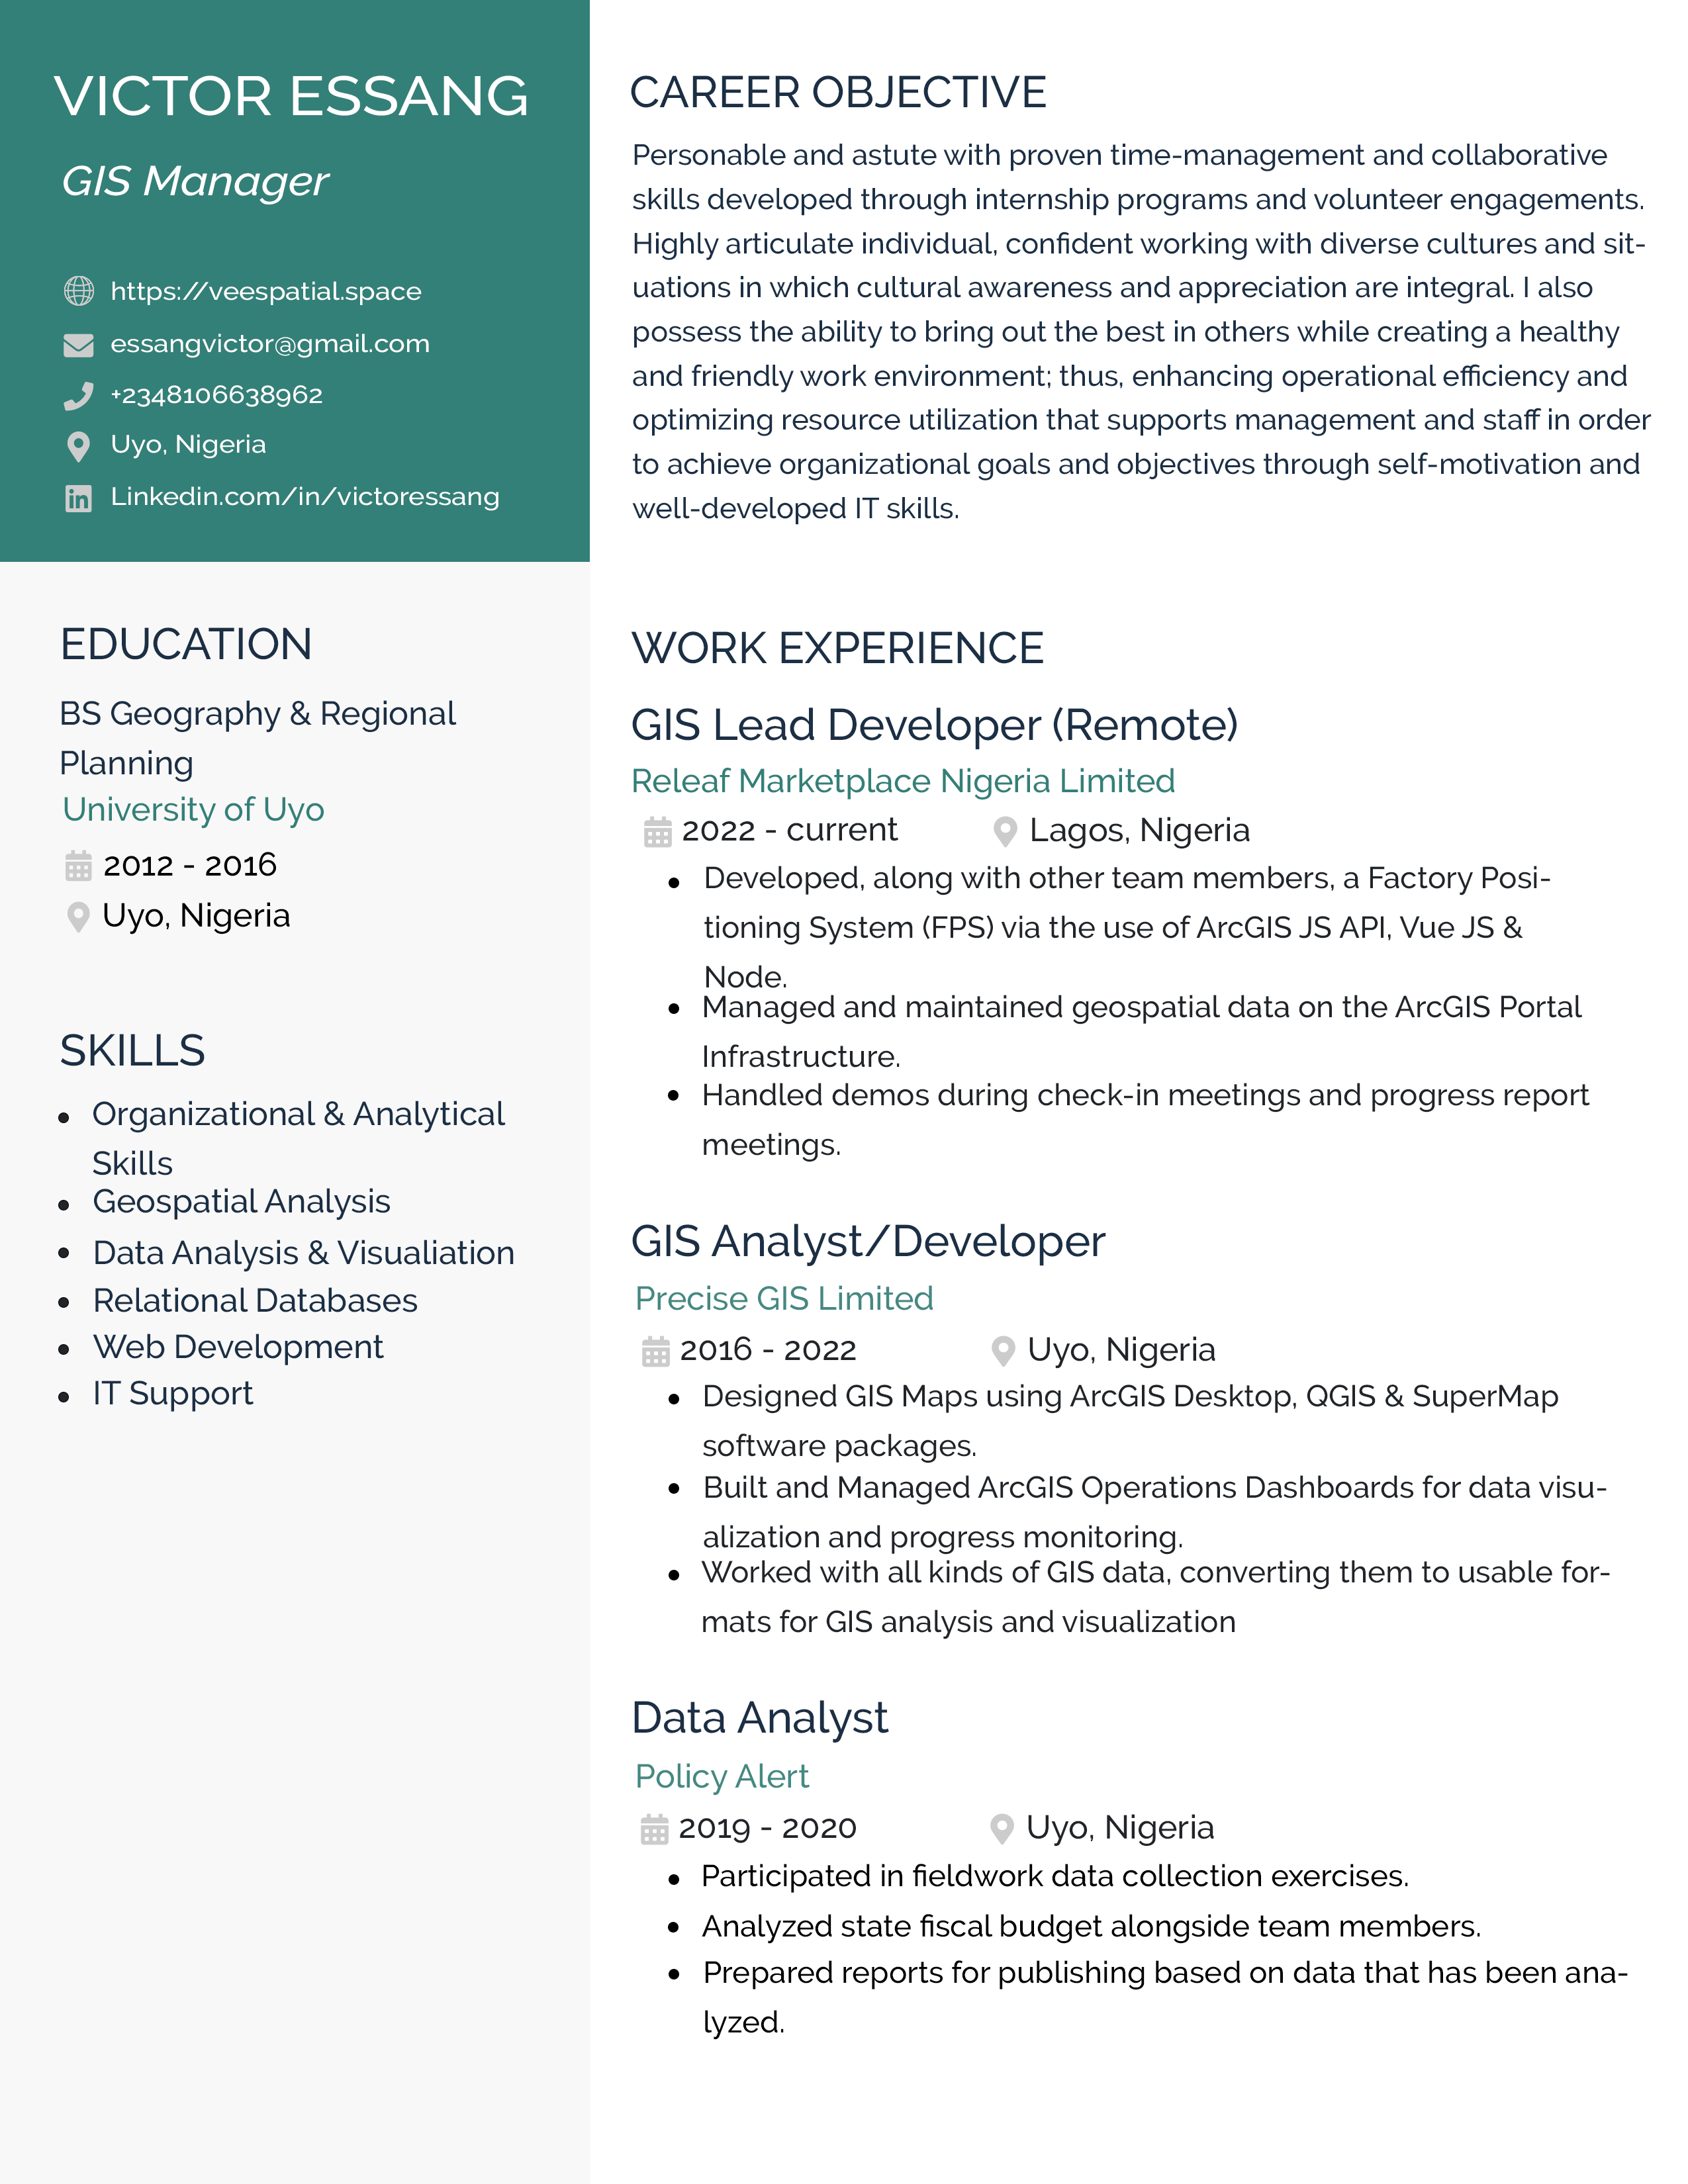 VICTOR ESSANG
GIS Manager
https://veespatial.space
essangvictor@gmail.com
+2348106638962
Uyo, Nigeria
Linkedin.com/in/victoressang
EDUCATION
BS Geography & Regional
Planning
University of Uyo
2012 - 2016
Uyo, Nigeria
SKILLS
• Organizational & Analytical
Skills
• Geospatial Analysis
• Data Analysis & Visualiation
• Relational Databases
• Web Development
• IT Support
CAREER OBJECTIVE
Personable and astute with proven time-management and collaborative
skills developed through internship programs and volunteer engagements.
Highly articulate individual, confident working with diverse cultures and sit-
uations in which cultural awareness and appreciation are integral. I also
possess the ability to bring out the best in others while creating a healthy
and friendly work environment; thus, enhancing operational efficiency and
optimizing resource utilization that supports management and staff in order
to achieve organizational goals and objectives through self-motivation and
well-developed IT skills.
WORK EXPERIENCE
GIS Lead Developer (Remote)
Releaf Marketplace Nigeria Limited
2022 - current Lagos, Nigeria
• Developed, along with other team members, a Factory Posi-
tioning System (FPS) via the use of ArcGIS JS API, Vue JS &
Node.
• Managed and maintained geospatial data on the ArcGIS Portal
Infrastructure.
• Handled demos during check-in meetings and progress report
meetings.
GIS Analyst/Developer
Precise GIS Limited
2016 - 2022 Uyo, Nigeria
• Designed GIS Maps using ArcGIS Desktop, QGIS & SuperMap
software packages.
• Built and Managed ArcGIS Operations Dashboards for data visu-
alization and progress monitoring.
• Worked with all kinds of GIS data, converting them to usable for-
mats for GIS analysis and visualization
Data Analyst
Policy Alert
2019 - 2020 Uyo, Nigeria
• Participated in fieldwork data collection exercises.
• Analyzed state fiscal budget alongside team members.
• Prepared reports for publishing based on data that has been ana-
lyzed.